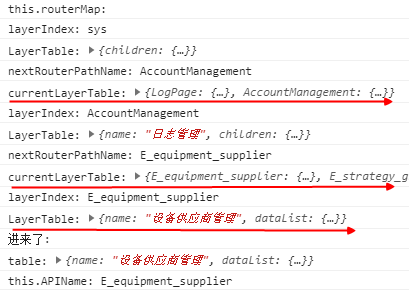 this.routerMap:
layerIndex: sys
LayerTable: ▶{children: {…}}
nextRouterPathName: AccountManagement
currentLayerTable: ▶{LogPage: {…}, AccountManagement: {…}}
layerIndex: AccountManagement
LayerTable: ▶{name: "日志管理", children: {…}}
nextRouterPathName: E_equipment_supplier
currentLayerTable: ▶{E_equipment_supplier: {…}, E_strategy_g
layerIndex: E_equipment_supplier
LayerTable: ▶{name: "设备供应商管理", dataList: {…}}
进来了:
table: ▶{name: "设备供应商管理", dataList: {…}}
this.APIName: E_equipment_supplier